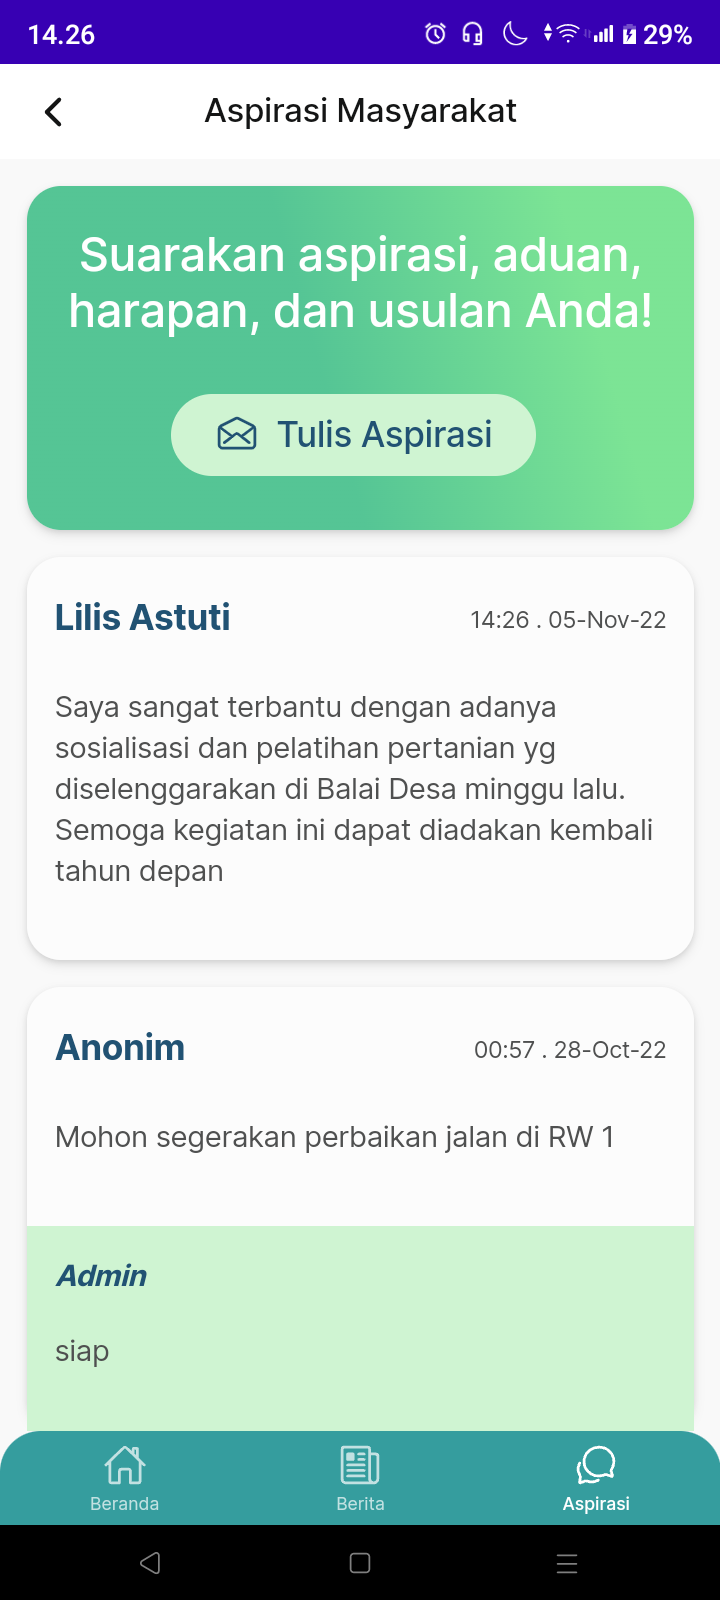 14.26
29%
Aspirasi Masyarakat
Suarakan aspirasi, aduan,
harapan, dan usulan Anda!
Tulis Aspirasi
Lilis Astuti
14:26 . 05-Nov-22
Saya sangat terbantu dengan adanya
sosialisasi dan pelatihan pertanian yg
diselenggarakan di Balai Desa minggu lalu.
Semoga kegiatan ini dapat diadakan kembali
tahun depan
Anonim
00:57 . 28-Oct-22
Mohon segerakan perbaikan jalan di RW 1
Admin
siap
Beranda
Berita
Aspirasi